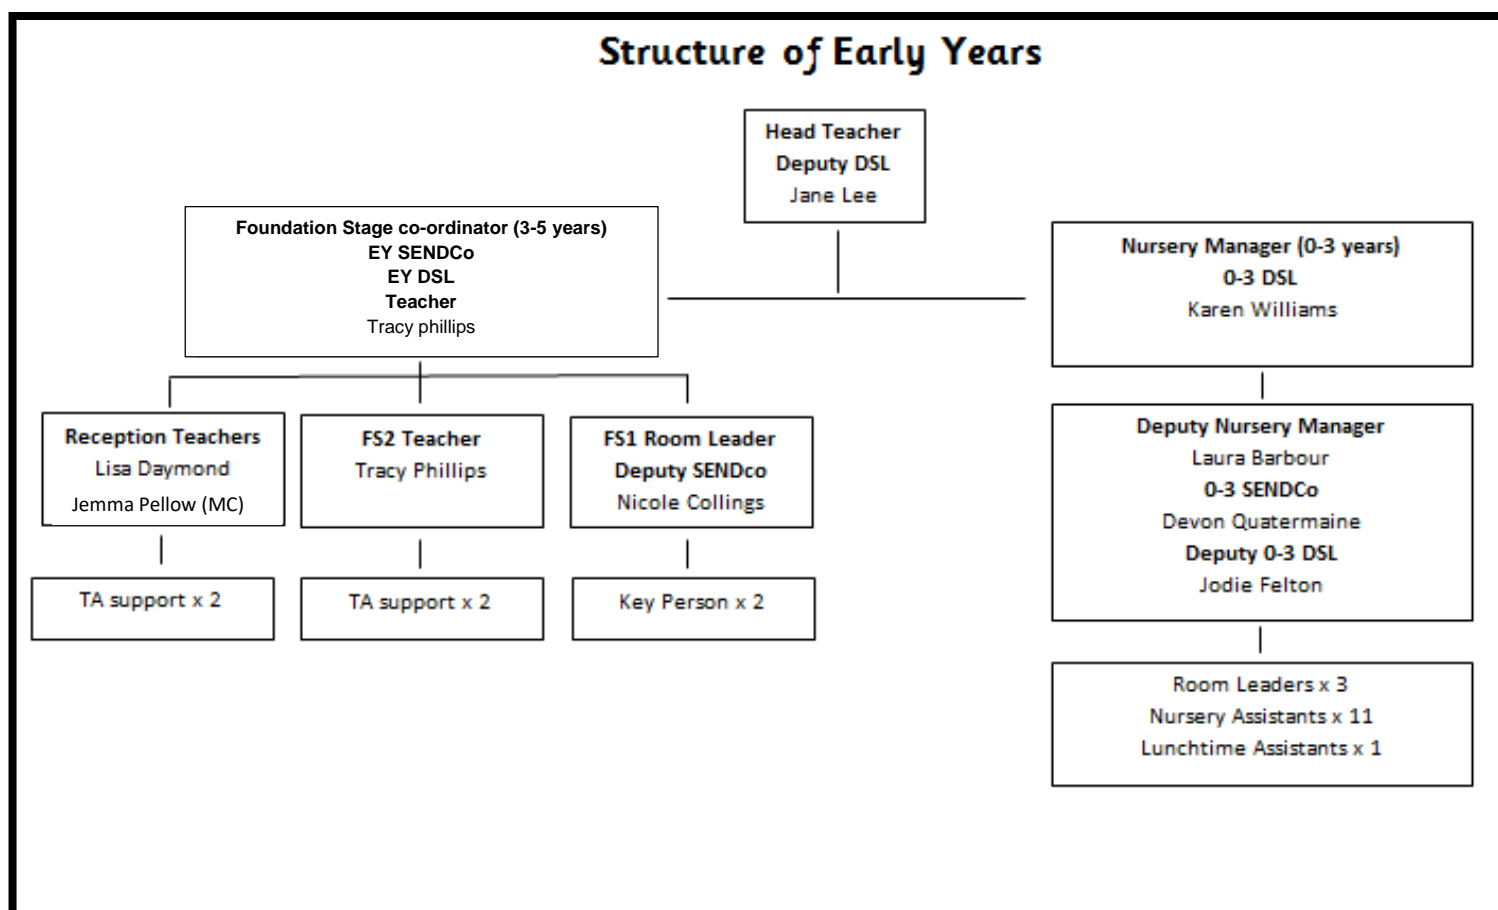 Structure of Early Years
Head Teacher
Deputy DSL
Jane Lee
Foundation Stage co-ordinator (3-5 years)
EY SENDCo
EY DSL
Teacher
Tracy phillips
Nursery Manager (0-3 years)
0-3 DSL
Karen Williams
Reception Teachers
Lisa Daymond
Jemma Pellow (MC)
FS2 Teacher
Tracy Phillips
FS1 Room Leader
Deputy SENDco
Nicole Collings
Deputy Nursery Manager
Laura Barbour
0-3 SENDCo
Devon Quatermaine
Deputy 0-3 DSL
Jodie Felton
TA support x 2
TA support x 2
Key Person x 2
Room Leaders x 3
Nursery Assistants x 11
Lunchtime Assistants x 1